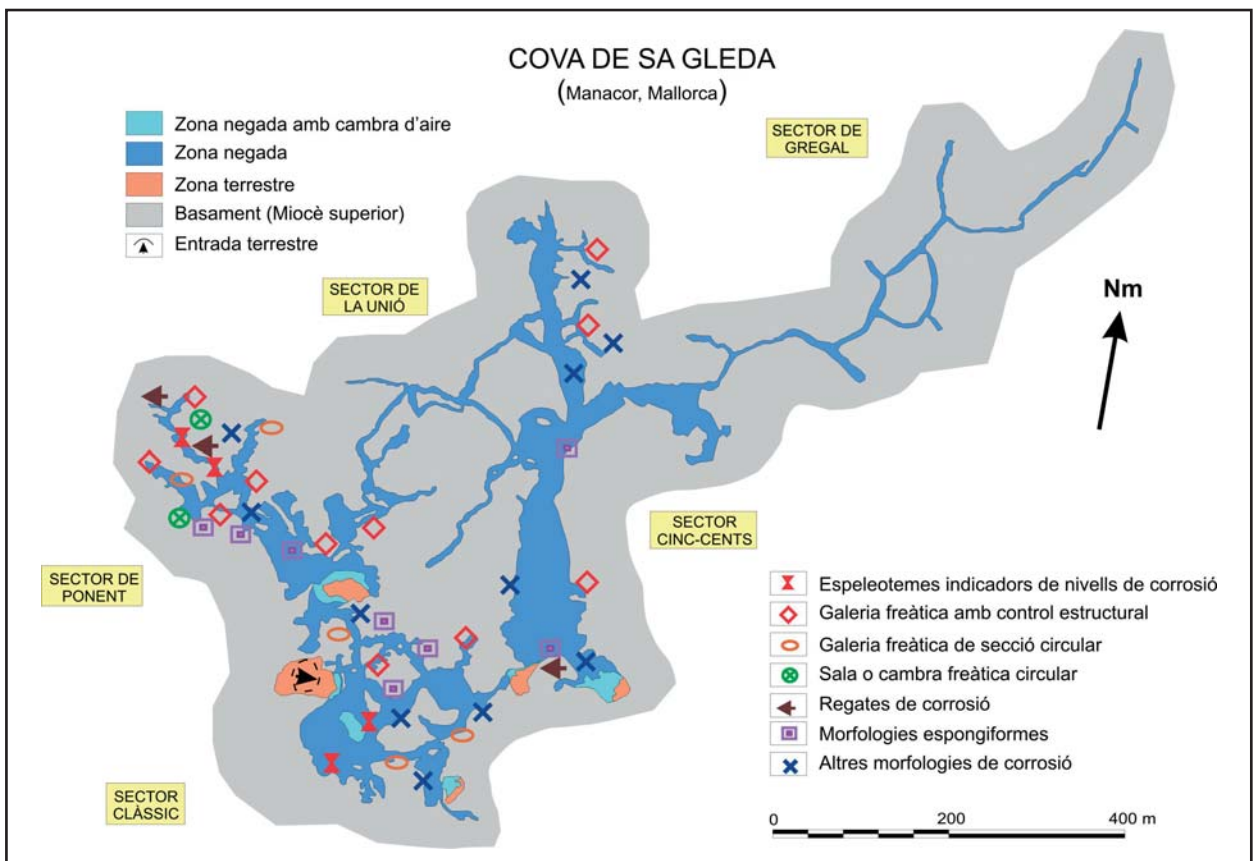 COVA DE SA GLEDA
(Manacor, Mallorca)
Zona negada amb cambra d'aire
Zona negada
Zona terrestre
Basament (Miocè superior)
Entrada terrestre
SECTOR DE
GREGAL
SECTOR DE
LA UNIÓ
Nm
SECTOR
CINC-CENTS
SECTOR DE
PONENT
SECTOR
CLÀSSIC
Espeleotemes indicadors de nivells de corrosió
Galeria freàtica amb control estructural
Galeria freàtica de secció circular
Sala o cambra freàtica circular
Regates de corrosió
Morfologies espongiformes
Altres morfologies de corrosió
0 200 400 m